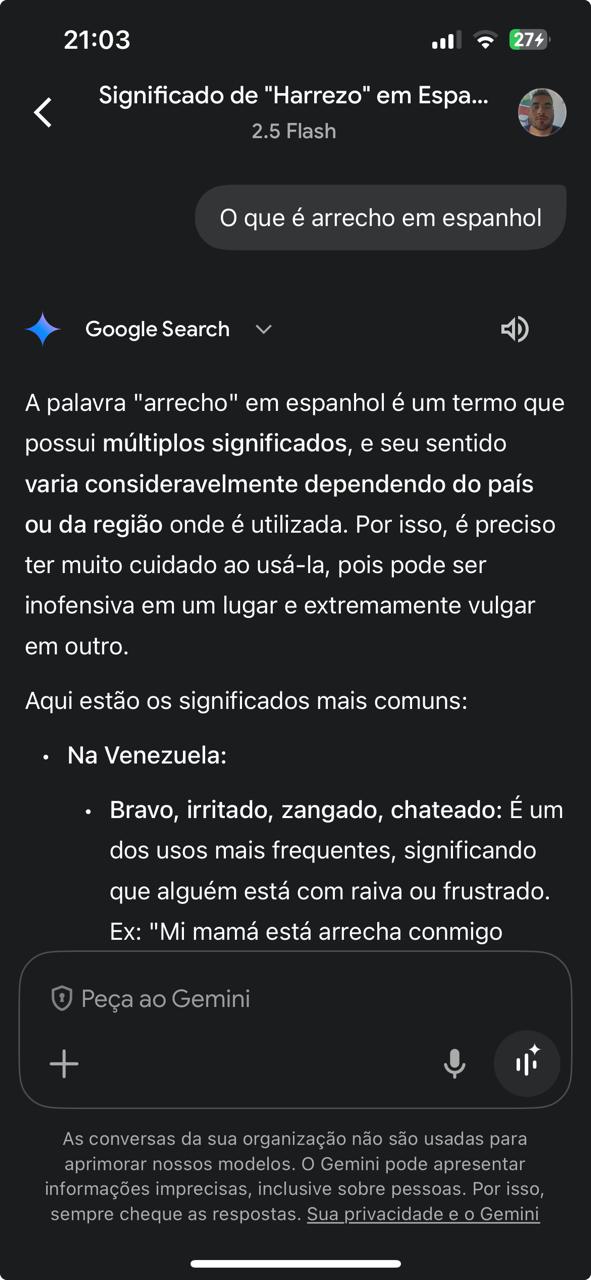 21:03
27
Significado de "Harrezo" em Espa...
2.5 Flash
O que é arrecho em espanhol
Google Search
A palavra "arrecho" em espanhol é um termo que
possui múltiplos significados, e seu sentido
varia consideravelmente dependendo do país
ou da região onde é utilizada. Por isso, é preciso
ter muito cuidado ao usá-la, pois pode ser
inofensiva em um lugar e extremamente vulgar
em outro.
Aqui estão os significados mais comuns:
• Na Venezuela:
• Bravo, irritado, zangado, chateado: É um
dos usos mais frequentes, significando
que alguém está com raiva ou frustrado.
Ex: "Mi mamá está arrecha conmigo
Peça ao Gemini
As conversas da sua organização não são usadas para
aprimorar nossos modelos. O Gemini pode apresentar
informações imprecisas, inclusive sobre pessoas. Por isso,
sempre cheque as respostas. Sua privacidade e o Gemini